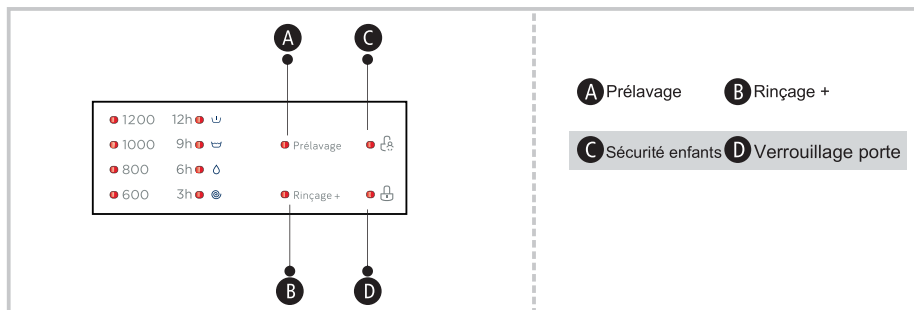 A C
1200 12h
1000 9h Prélavage
800 6h
600 3h Rinçage +
B D
A Prélavage B Rinçage +
C Sécurité enfants D Verrouillage porte